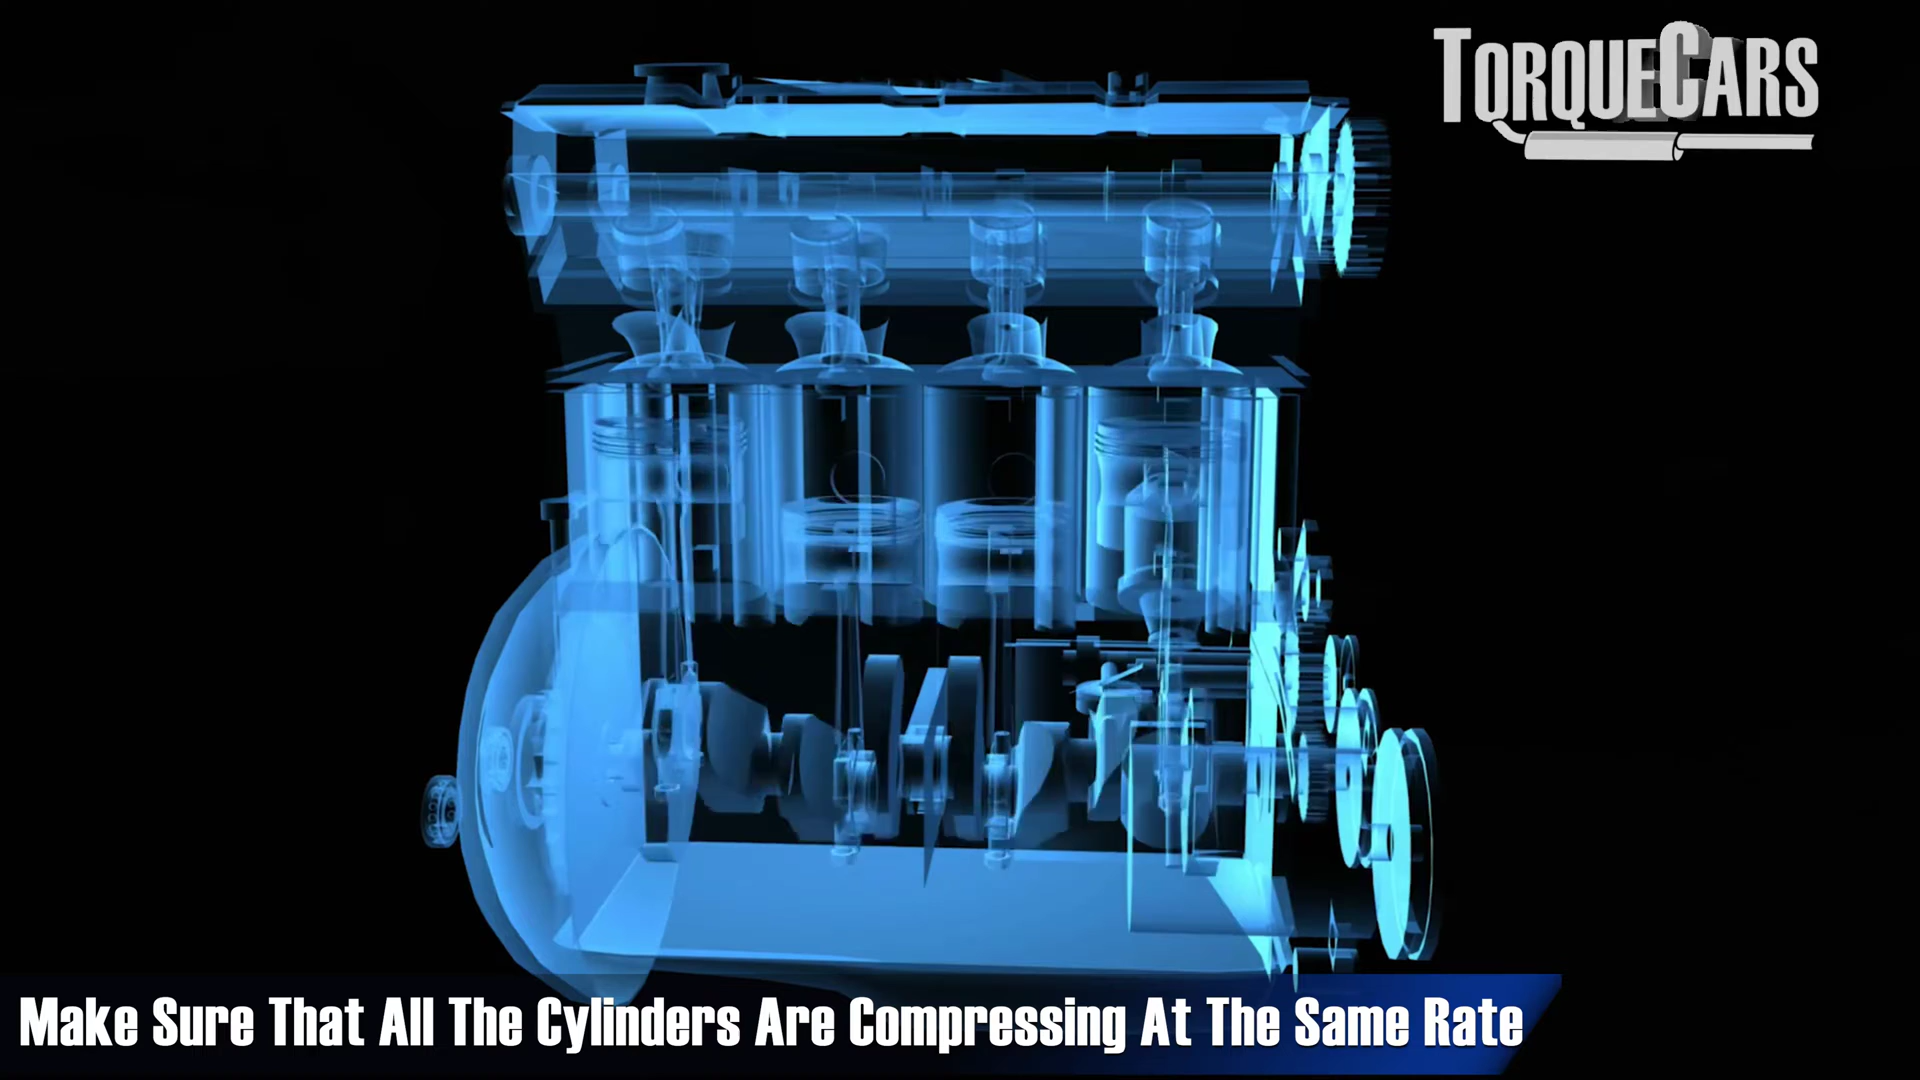 TORQUECARS
Make Sure That All The Cylinders Are Compressing At The Same Rate